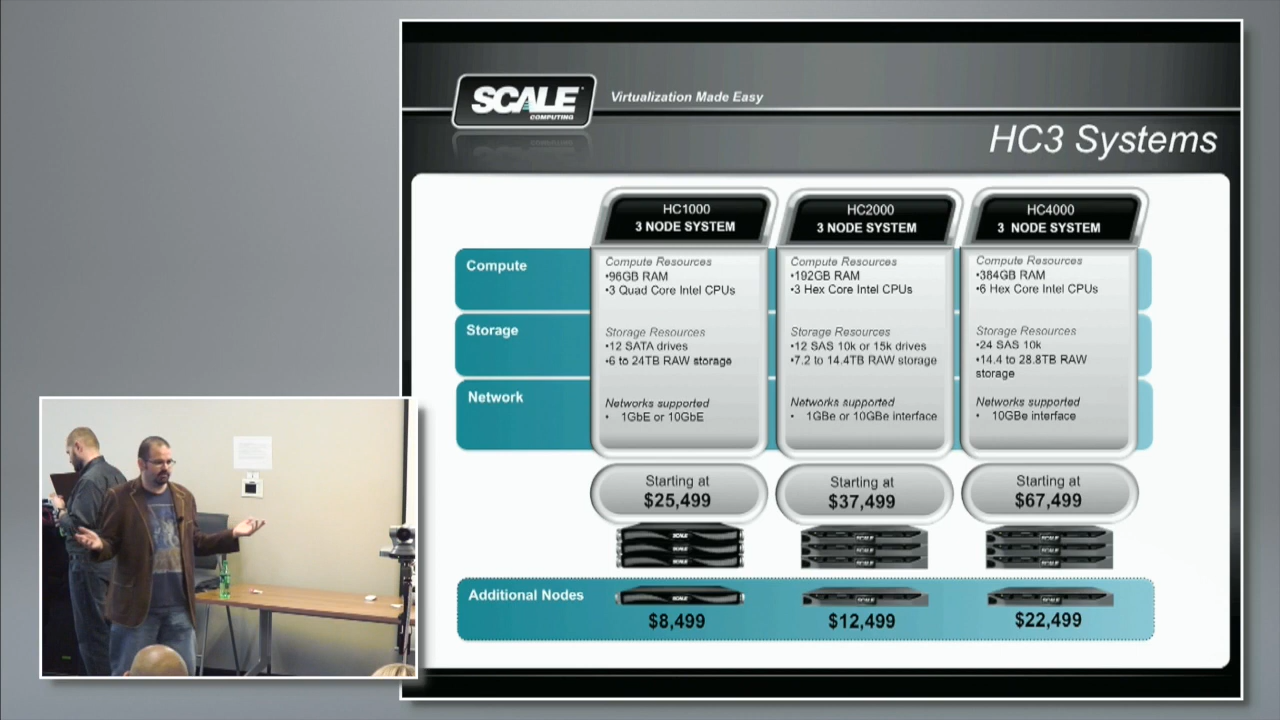 SCALE
COMPUTING
Virtualization Made Easy
HC3 Systems
HC1000
3 NODE SYSTEM
HC2000
3 NODE SYSTEM
HC4000
3 NODE SYSTEM
Compute
Compute Resources
•96GB RAM
•3 Quad Core Intel CPUs
Compute Resources
•192GB RAM
•3 Hex Core Intel CPUs
Compute Resources
•384GB RAM
•6 Hex Core Intel CPUs
Storage
Storage Resources
•12 SATA drives
•6 to 24TB RAW storage
Storage Resources
•12 SAS 10k or 15k drives
•7.2 to 14.4TB RAW storage
Storage Resources
•24 SAS 10k
•14.4 to 28.8TB RAW
storage
Network
Networks supported
• 1GbE or 10GbE
Networks supported
• 1GBe or 10GBe interface
Networks supported
• 10GBe interface
Starting at
$25,499
Starting at
$37,499
Starting at
$67,499
Additional Nodes
$8,499
$12,499
$22,499